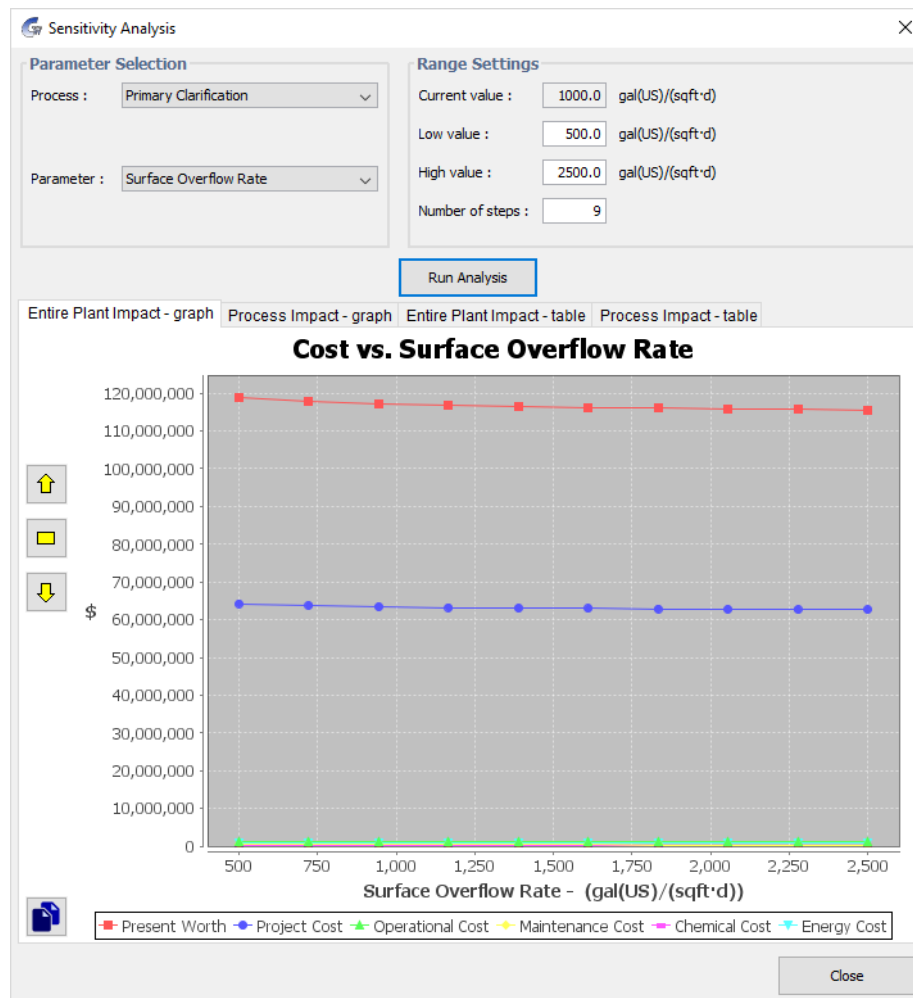 Sensitivity Analysis
Parameter Selection
Process :
Primary Clarification
Parameter :
Surface Overflow Rate
Range Settings
Current value :
1000.0
gal(US)/(sqft·d)
Low value :
500.0
gal(US)/(sqft·d)
High value :
2500.0
gal(US)/(sqft·d)
Number of steps :
9
Run Analysis
Entire Plant Impact - graph
Process Impact - graph
Entire Plant Impact - table
Process Impact - table
Cost vs. Surface Overflow Rate
120,000,000
110,000,000
100,000,000
90,000,000
80,000,000
70,000,000
60,000,000
50,000,000
40,000,000
30,000,000
20,000,000
10,000,000
0
$
500 750 1,000 1,250 1,500 1,750 2,000 2,250 2,500
Surface Overflow Rate - (gal(US)/(sqft·d))
Present Worth Project Cost Operational Cost Maintenance Cost Chemical Cost Energy Cost
Close